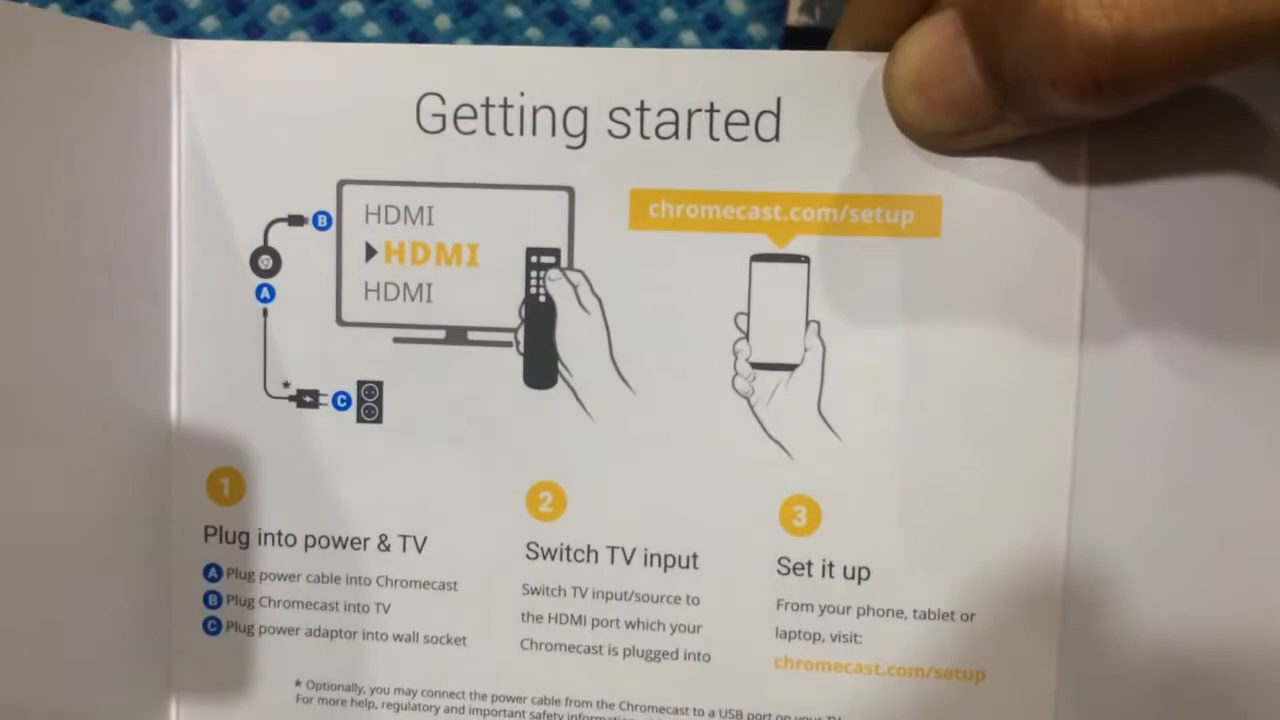 Getting started
HDMI
HDMI
HDMI
B
A
*
C
chromecast.com/setup
1
Plug into power & TV
A Plug power cable into Chromecast
B Plug Chromecast into TV
C Plug power adaptor into wall socket
2
Switch TV input
Switch TV input/source to
the HDMI port which your
Chromecast is plugged into
3
Set it up
From your phone, tablet or
laptop, visit:
chromecast.com/setup
* Optionally, you may connect the power cable from the Chromecast to a USB port on your
For more help, regulatory and important safety